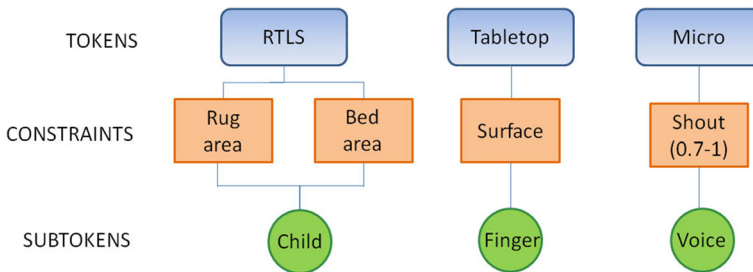 TOKENS RTLS Tabletop Micro
CONSTRAINTS Rug area Bed area Surface Shout (0.7-1)
SUBTOKENS Child Finger Voice